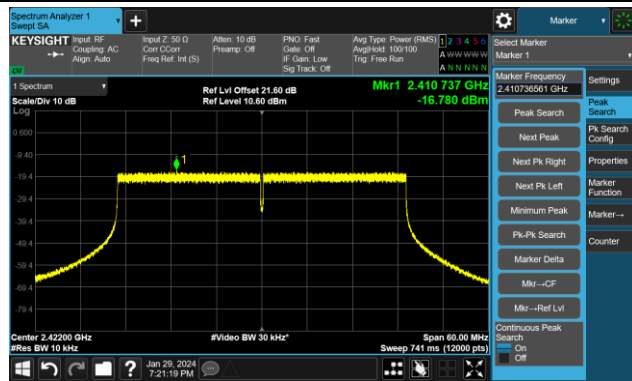 Spectrum Analyzer 1
Swept SA
Marker
KEYSIGHT
Input: RF
Coupling: AC
Align: Auto
Input Z: 50 Ω
Corr CCorr
Freq Ref: Int (S)
Atten: 10 dB
Preamp: Off
PNO: Fast
Gate: Off
IF Gain: Low
Sig Track: Off
Avg Type: Power (RMS)
Avg|Hold: 100/100
Trig: Free Run
1 2 3 4 5 6
A W W W W W
A N N N N N
Select Marker
Marker 1
1 Spectrum
Scale/Div 10 dB
Log
Ref Lvl Offset 21.60 dB
Ref Level 10.60 dBm
Mkr1 2.410 737 GHz
-16.780 dBm
0.600
-9.40
-19.4
-29.4
-39.4
-49.4
-59.4
-69.4
-79.4
1
Center 2.42200 GHz
#Res BW 10 kHz
#Video BW 30 kHz*
Span 60.00 MHz
Sweep 741 ms (12000 pts)
Marker Frequency
2.410736561 GHz
Peak Search
Next Peak
Next Pk Right
Next Pk Left
Minimum Peak
Pk-Pk Search
Marker Delta
Mkr→CF
Mkr→Ref Lvl
Continuous Peak
Search
On
Off
Settings
Peak
Search
Pk Search
Config
Properties
Marker
Function
Marker→
Counter
?
Jan 29, 2024
7:21:19 PM